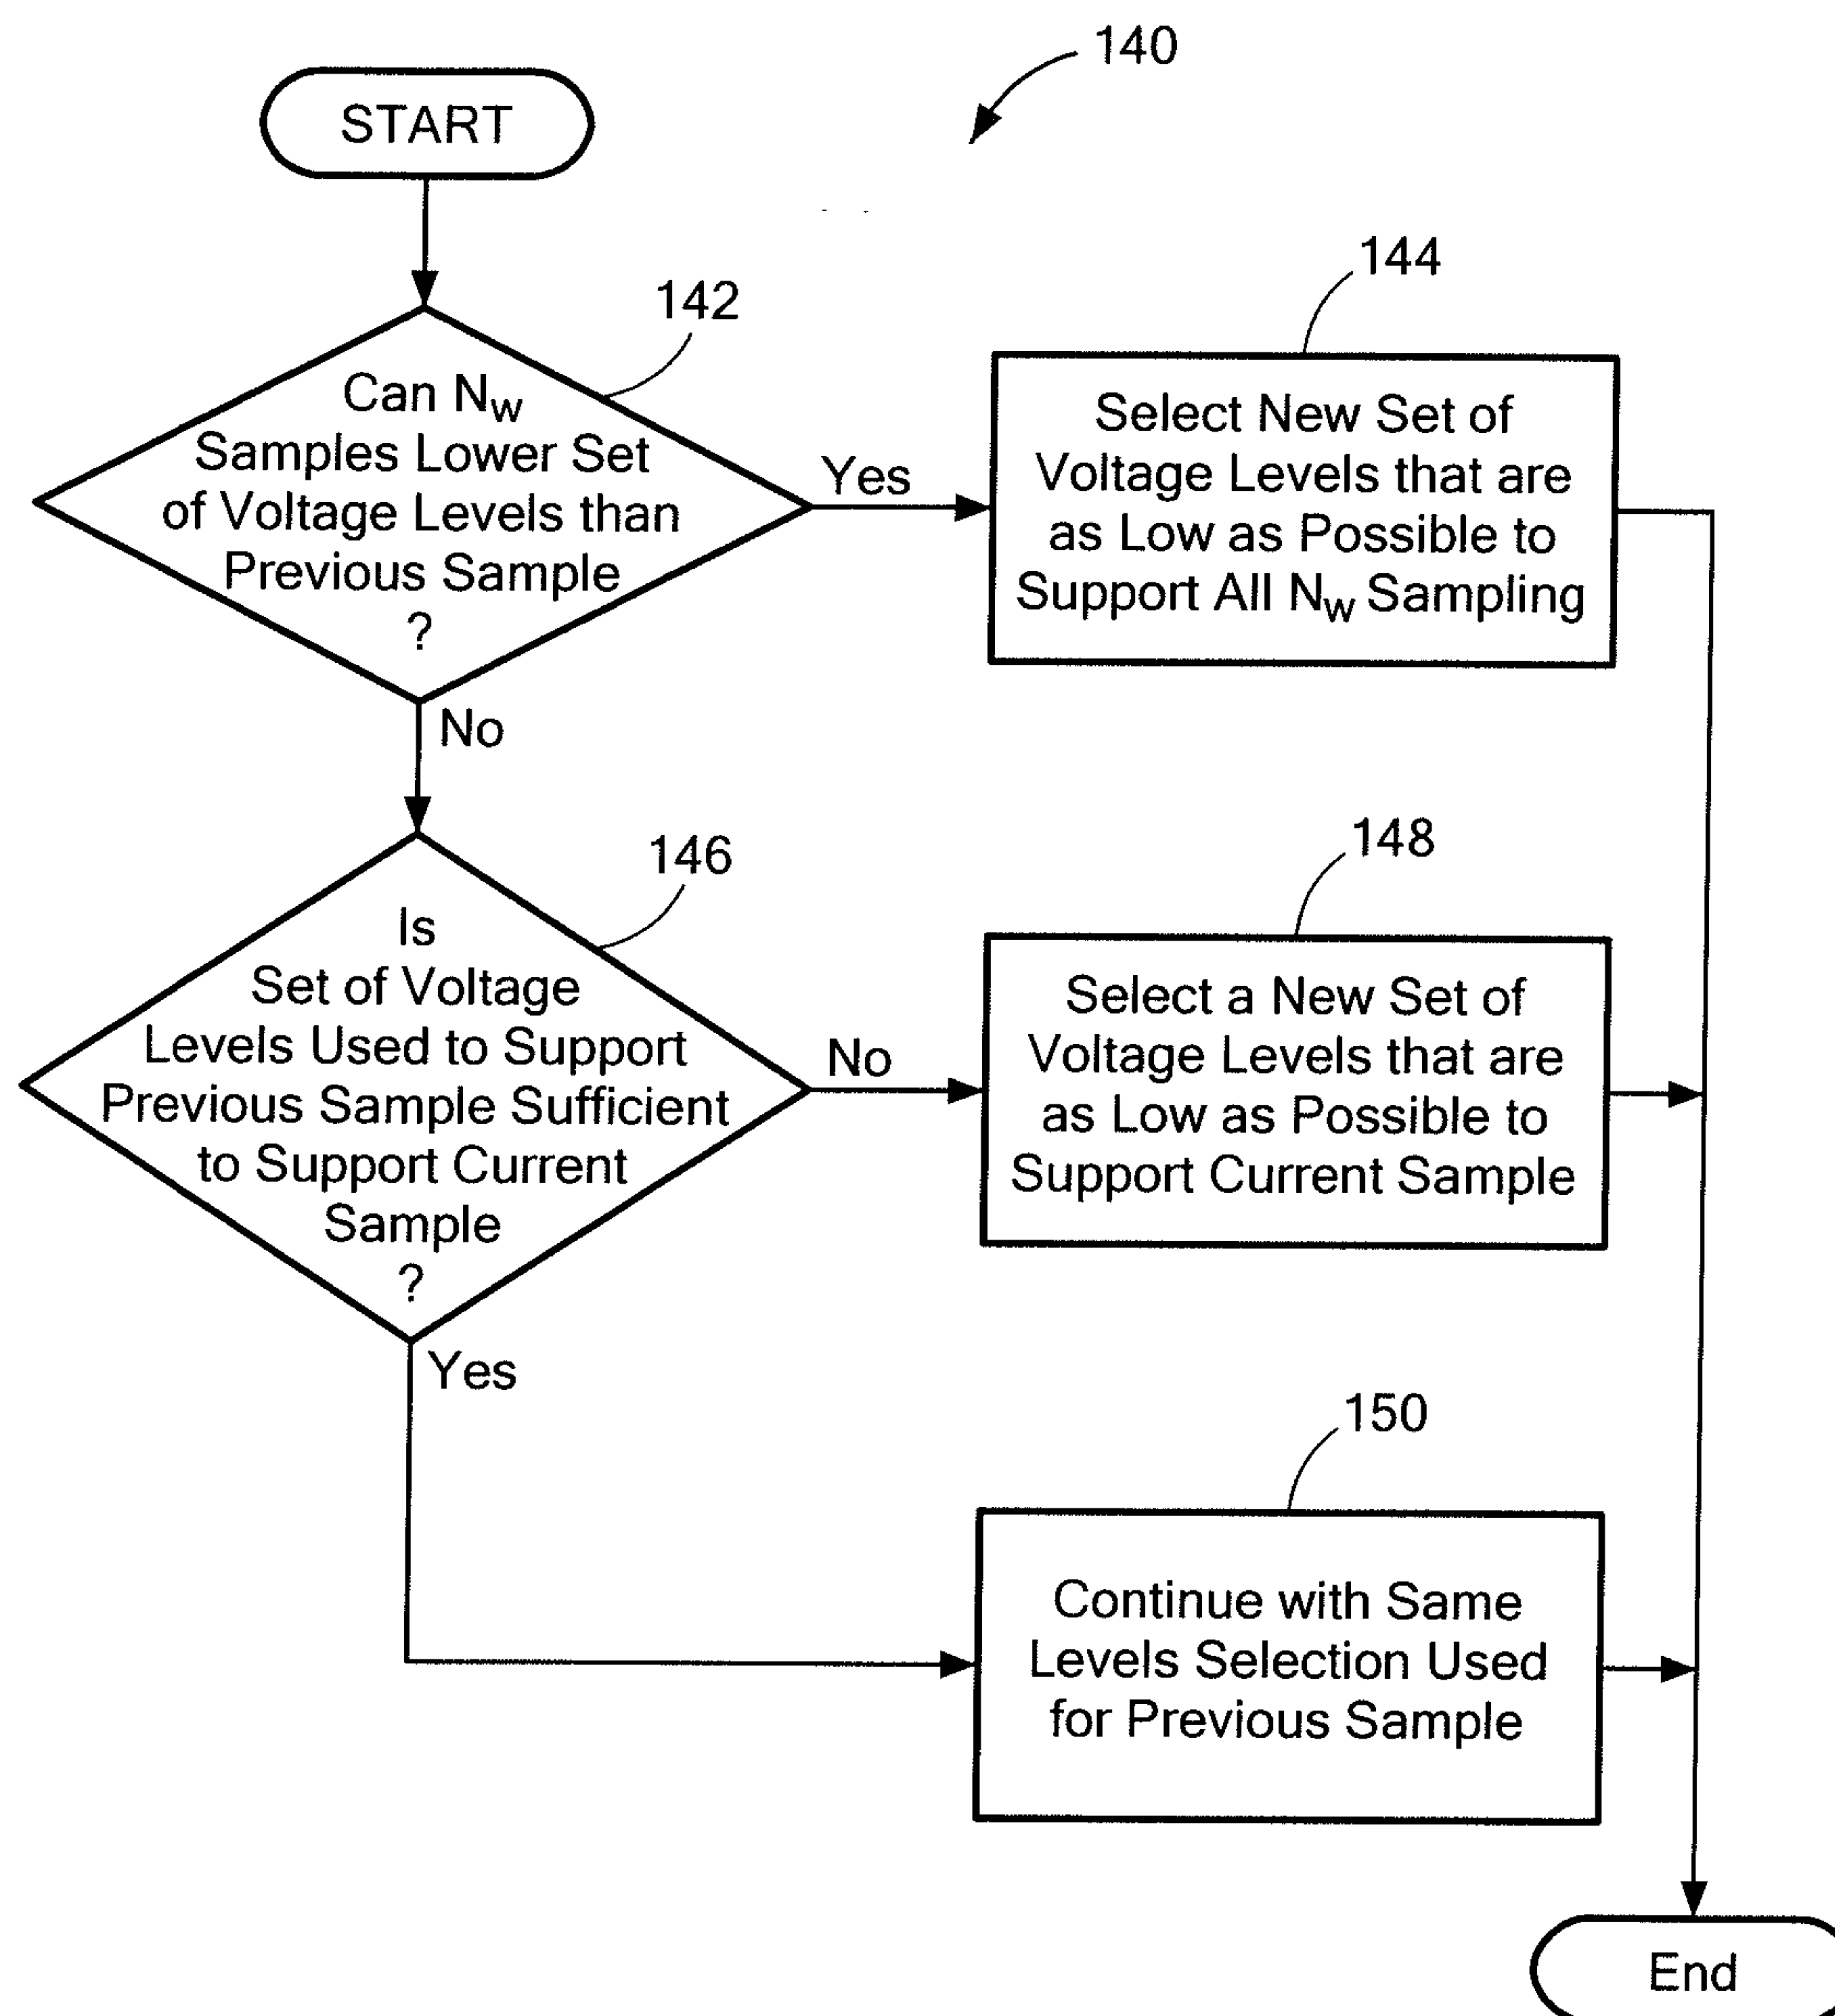 140
START
142
Can NW
Samples Lower Set
of Voltage Levels than
Previous Sample
?
Yes
144
Select New Set of
Voltage Levels that are
as Low as Possible to
Support All NW Sampling
No
146
Is
Set of Voltage
Levels Used to Support
Previous Sample Sufficient
to Support Current
Sample
?
No
148
Select a New Set of
Voltage Levels that are
as Low as Possible to
Support Current Sample
Yes
150
Continue with Same
Levels Selection Used
for Previous Sample
End